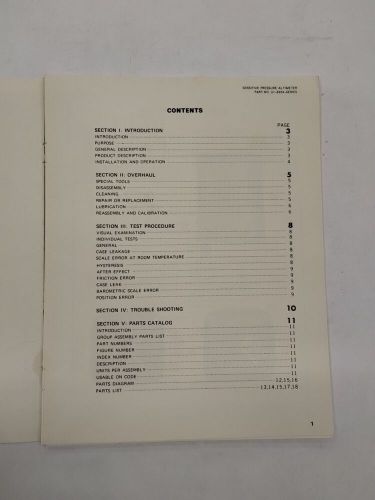 SENSITIVE PRESSURE ALTIMETER
PART NO. SERIES
CONTENTS
PAGE
SECTION I: INTRODUCTION 3
INTRODUCTION 3
PURPOSE 3
GENERAL DESCRIPTION 3
PRODUCT DESCRIPTION 3
INSTALLATION AND OPERATION 4
SECTION II: OVERHAUL 5
SPECIAL TOOLS 5
DISASSEMBLY 5
CLEANING 5
REPAIR OR REPLACEMENT 5
LUBRICATION 6
REASSEMBLY AND CALIBRATION 6
SECTION III: TEST PROCEDURE 8
VISUAL EXAMINATION 8
INDIVIDUAL TESTS 8
GENERAL 8
CASE LEAKAGE 8
SCALE ERROR AT ROOM TEMPERATURE 8
HYSTERESIS 8
AFTER EFFECT 9
FRICTION ERROR 9
CASE LEAK 9
BAROMETRIC SCALE ERROR 9
POSITION ERROR 9
SECTION IV: TROUBLE SHOOTING 10
SECTION V: PARTS CATALOG 11
INTRODUCTION 11
GROUP ASSEMBLY PARTS LIST 11
PART NUMBERS 11
FIGURE NUMBER 11
INDEX NUMBER 11
DESCRIPTION 11
UNITS PER ASSEMBLY 11
USABLE ON CODE 11
PARTS DIAGRAM 12,15,16
PARTS LIST 13,14,15,17,18
1